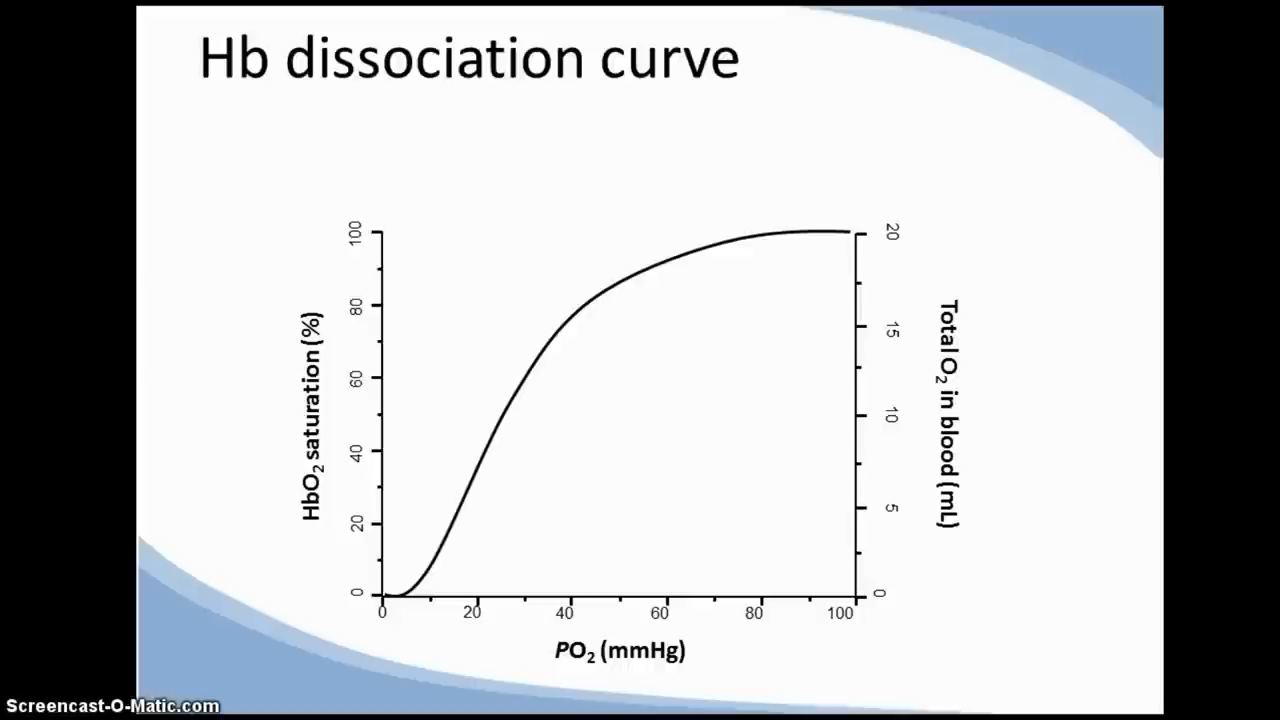 Hb dissociation curve
100
80
60
40
20
0
HbO₂ saturation (%)
0 20 40 60 80 100
PO₂ (mmHg)
20
15
10
5
0
Total O₂ in blood (mL)
Screencast-O-Matic.com